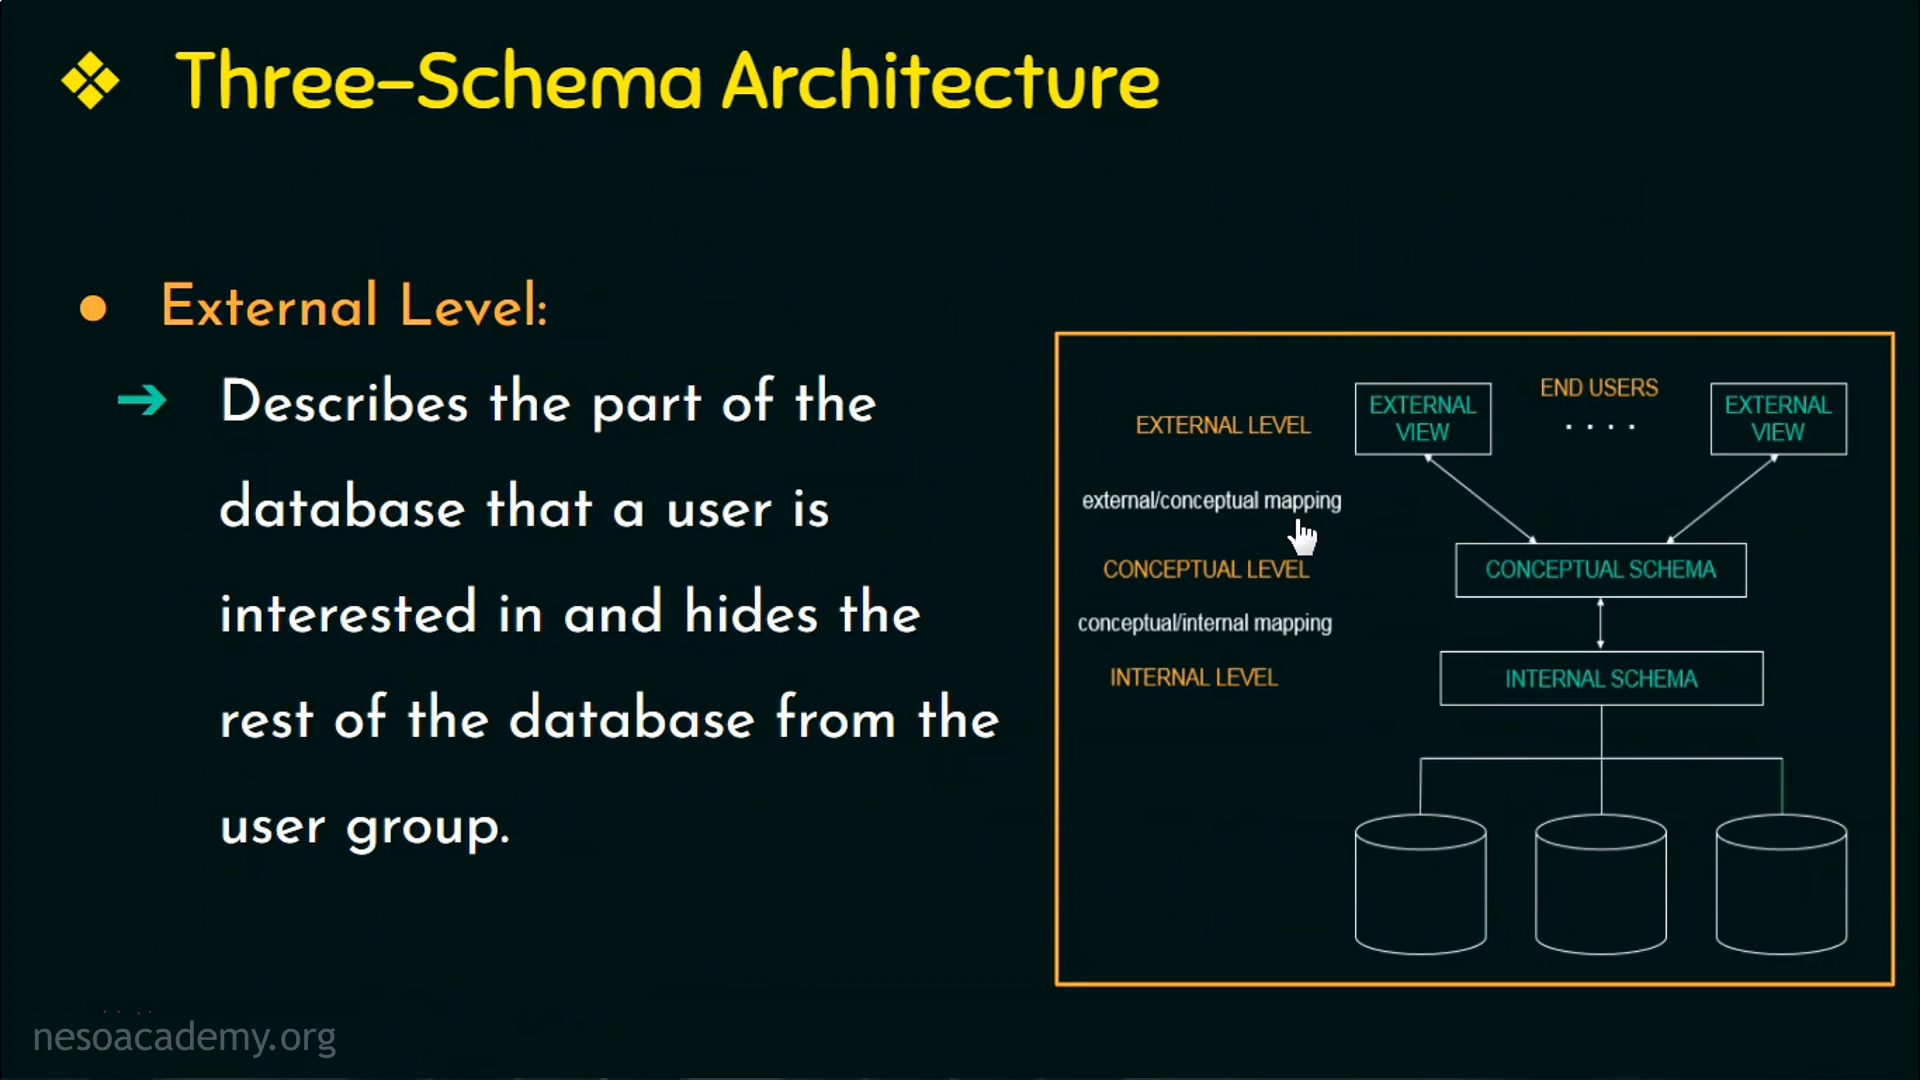 Three-Schema Architecture
External Level:
Describes the part of the
database that a user is
interested in and hides the
rest of the database from the
user group.
END USERS
EXTERNAL LEVEL
EXTERNAL
VIEW
EXTERNAL
VIEW
external/conceptual mapping
CONCEPTUAL LEVEL
CONCEPTUAL SCHEMA
conceptual/internal mapping
INTERNAL LEVEL
INTERNAL SCHEMA
nesoacademy.org